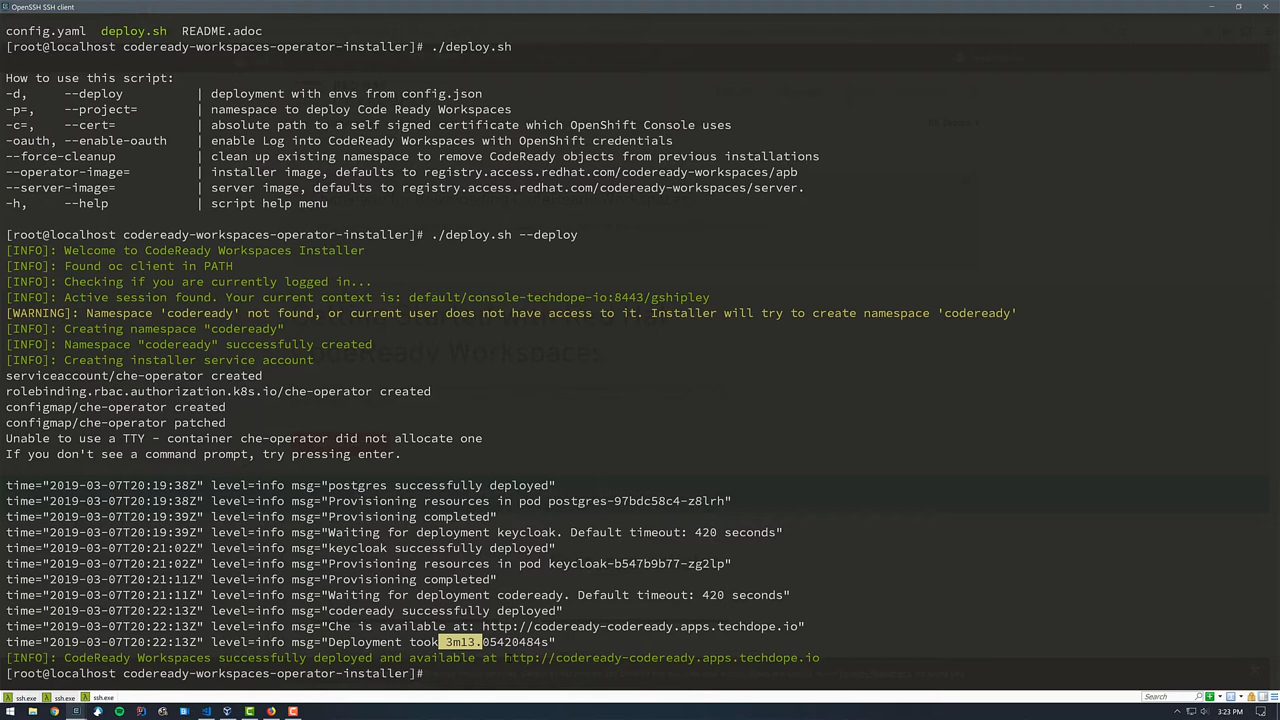 OpenSSH SSH client
config.yaml  deploy.sh  README.adoc
[root@localhost codeready-workspaces-operator-installer]# ./deploy.sh
How to use this script:
-d,     --deploy          | deployment with envs from config.json
-p=,    --project=        | namespace to deploy Code Ready Workspaces
-c=,    --cert=           | absolute path to a self signed certificate which OpenShift Console uses
-oauth, --enable-oauth    | enable Log into CodeReady Workspaces with OpenShift credentials
--force-cleanup           | clean up existing namespace to remove CodeReady objects from previous installations
--operator-image=         | installer image, defaults to registry.access.redhat.com/codeready-workspaces/apb
--server-image=           | server image, defaults to registry.access.redhat.com/codeready-workspaces/server.
-h,     --help            | script help menu
[root@localhost codeready-workspaces-operator-installer]# ./deploy.sh --deploy
[INFO]: Welcome to CodeReady Workspaces Installer
[INFO]: Found oc client in PATH
[INFO]: Checking if you are currently logged in...
[INFO]: Active session found. Your current context is: default/console-techdope-io:8443/gshipley
[WARNING]: Namespace 'codeready' not found, or current user does not have access to it. Installer will try to create namespace 'codeready'
[INFO]: Creating namespace "codeready"
[INFO]: Namespace "codeready" successfully created
[INFO]: Creating installer service account
serviceaccount/che-operator created
rolebinding.rbac.authorization.k8s.io/che-operator created
configmap/che-operator created
configmap/che-operator patched
Unable to use a TTY - container che-operator did not allocate one
If you don't see a command prompt, try pressing enter.
time="2019-03-07T20:19:38Z" level=info msg="postgres successfully deployed"
time="2019-03-07T20:19:38Z" level=info msg="Provisioning resources in pod postgres-97bdc58c4-z8lrh"
time="2019-03-07T20:19:39Z" level=info msg="Provisioning completed"
time="2019-03-07T20:19:39Z" level=info msg="Waiting for deployment keycloak. Default timeout: 420 seconds"
time="2019-03-07T20:21:02Z" level=info msg="keycloak successfully deployed"
time="2019-03-07T20:21:02Z" level=info msg="Provisioning resources in pod keycloak-b547b9b77-zg2lp"
time="2019-03-07T20:21:11Z" level=info msg="Provisioning completed"
time="2019-03-07T20:21:11Z" level=info msg="Waiting for deployment codeready. Default timeout: 420 seconds"
time="2019-03-07T20:22:13Z" level=info msg="codeready successfully deployed"
time="2019-03-07T20:22:13Z" level=info msg="Che is available at: http://codeready-codeready.apps.techdope.io"
time="2019-03-07T20:22:13Z" level=info msg="Deployment took 3m13.05420484s"
[INFO]: CodeReady Workspaces successfully deployed and available at http://codeready-codeready.apps.techdope.io
[root@localhost codeready-workspaces-operator-installer]#
ssh.exe ssh.exe ssh.exe Search
3:23 PM